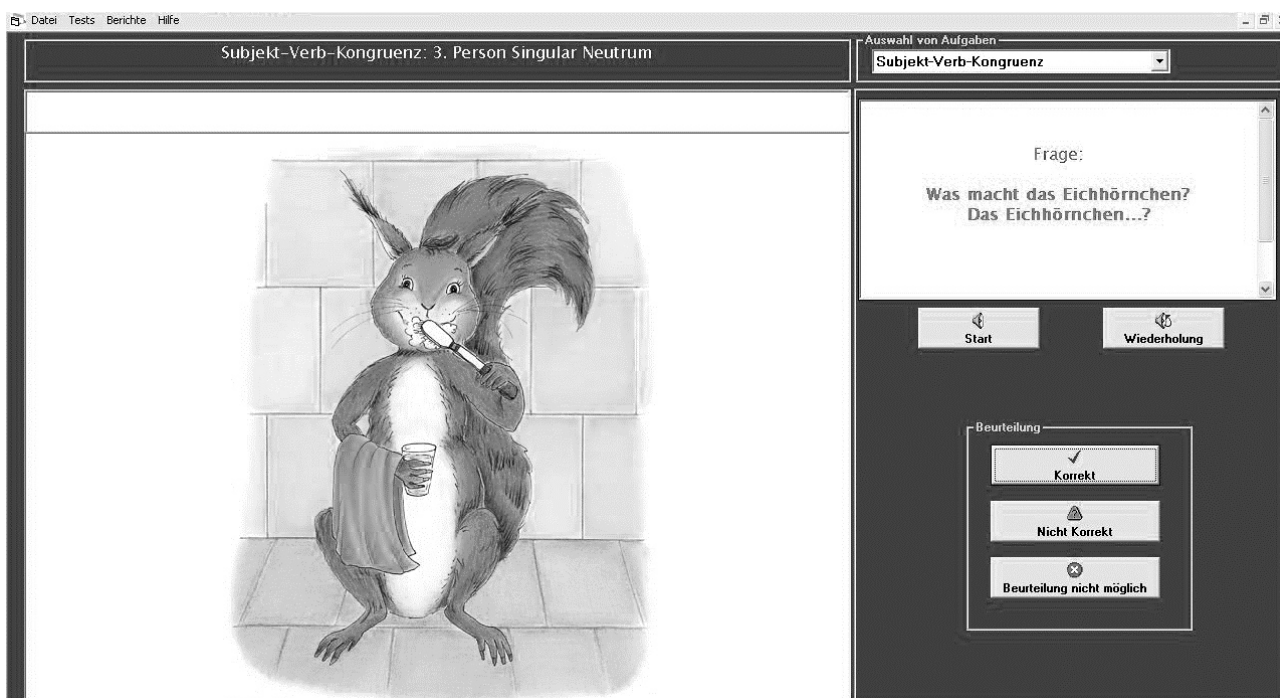 Datei Tests Berichte Hilfe
Subjekt-Verb-Kongruenz: 3. Person Singular Neutrum
Auswahl von Aufgaben
Subjekt-Verb-Kongruenz
Frage:
Was macht das Eichhörnchen?
Das Eichhörnchen...?
Start
Wiederholung
Beurteilung
Korrekt
Nicht Korrekt
Beurteilung nicht möglich